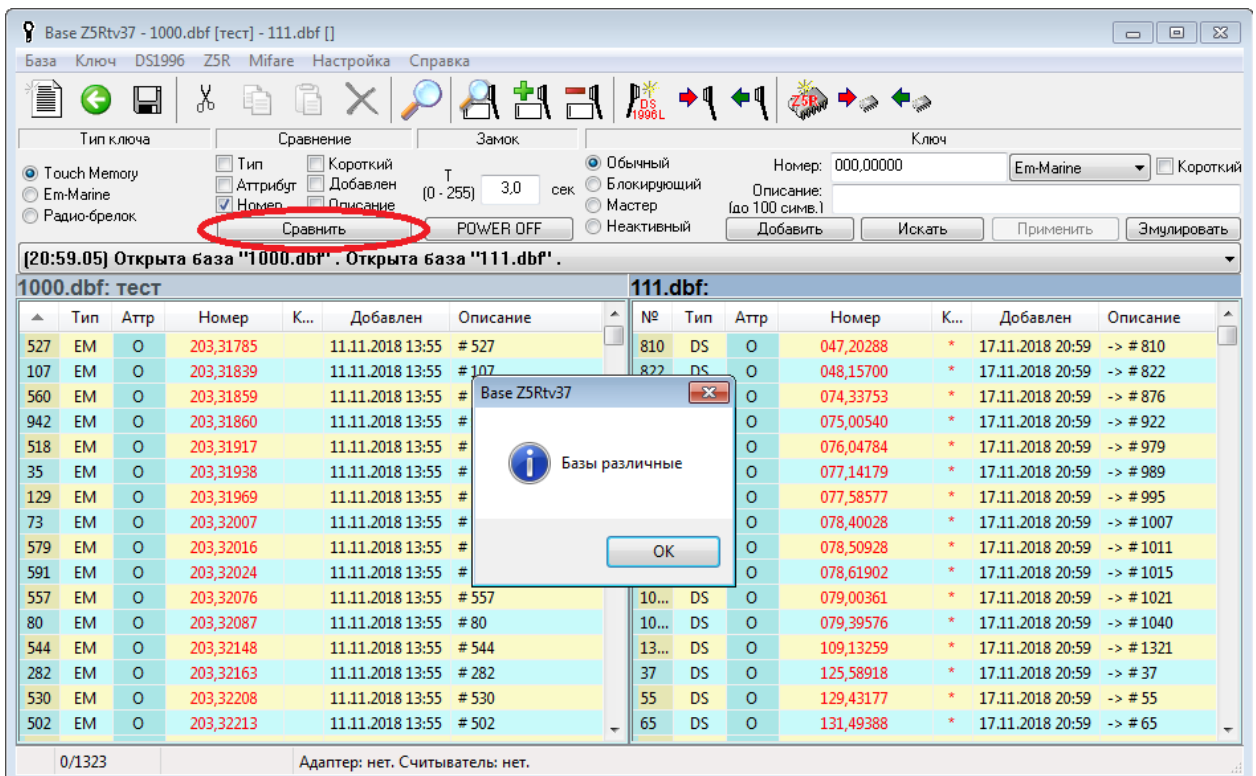 Base Z5Rtv37 - 1000.dbf [тест] - 111.dbf []
База Ключ DS1996 Z5R Mifare Настройка Справка
DS 1996L Z5R
Тип ключа Сравнение Замок Ключ
Touch Memory Тип Короткий T Обычный Номер: 000,00000 Em-Marine Короткий
Em-Marine Аттрибут Добавлен (0 - 255) 3,0 сек Блокирующий Описание:
Радио-брелок Номер Описание Мастер (до 100 симв.)
Сравнить POWER OFF Неактивный Добавить Искать Применить Эмулировать
(20:59.05) Открыта база "1000.dbf" . Открыта база "111.dbf" .
1000.dbf: тест 111.dbf:
Тип Аттр Номер К... Добавлен Описание № Тип Аттр Номер К... Добавлен Описание
527 EM O 203,31785 11.11.2018 13:55 # 527 810 DS O 047,20288 * 17.11.2018 20:59 -> # 810
107 EM O 203,31839 11.11.2018 13:55 # 107 822 DS O 048,15700 * 17.11.2018 20:59 -> # 822
560 EM O 203,31859 11.11.2018 13:55 # O 074,33753 * 17.11.2018 20:59 -> # 876
942 EM O 203,31860 11.11.2018 13:55 # O 075,00540 * 17.11.2018 20:59 -> # 922
518 EM O 203,31917 11.11.2018 13:55 # O 076,04784 * 17.11.2018 20:59 -> # 979
35 EM O 203,31938 11.11.2018 13:55 # O 077,14179 * 17.11.2018 20:59 -> # 989
129 EM O 203,31969 11.11.2018 13:55 # O 077,58577 * 17.11.2018 20:59 -> # 995
73 EM O 203,32007 11.11.2018 13:55 # O 078,40028 * 17.11.2018 20:59 -> # 1007
579 EM O 203,32016 11.11.2018 13:55 # O 078,50928 * 17.11.2018 20:59 -> # 1011
591 EM O 203,32024 11.11.2018 13:55 # O 078,61902 * 17.11.2018 20:59 -> # 1015
557 EM O 203,32076 11.11.2018 13:55 # 557 10... DS O 079,00361 * 17.11.2018 20:59 -> # 1021
80 EM O 203,32087 11.11.2018 13:55 # 80 10... DS O 079,39576 * 17.11.2018 20:59 -> # 1040
544 EM O 203,32148 11.11.2018 13:55 # 544 13... DS O 109,13259 * 17.11.2018 20:59 -> # 1321
282 EM O 203,32163 11.11.2018 13:55 # 282 37 DS O 125,58918 * 17.11.2018 20:59 -> # 37
530 EM O 203,32208 11.11.2018 13:55 # 530 55 DS O 129,43177 * 17.11.2018 20:59 -> # 55
502 EM O 203,32213 11.11.2018 13:55 # 502 65 DS O 131,49388 * 17.11.2018 20:59 -> # 65
Base Z5Rtv37
Базы различные
OK
0/1323 Адаптер: нет. Считыватель: нет.